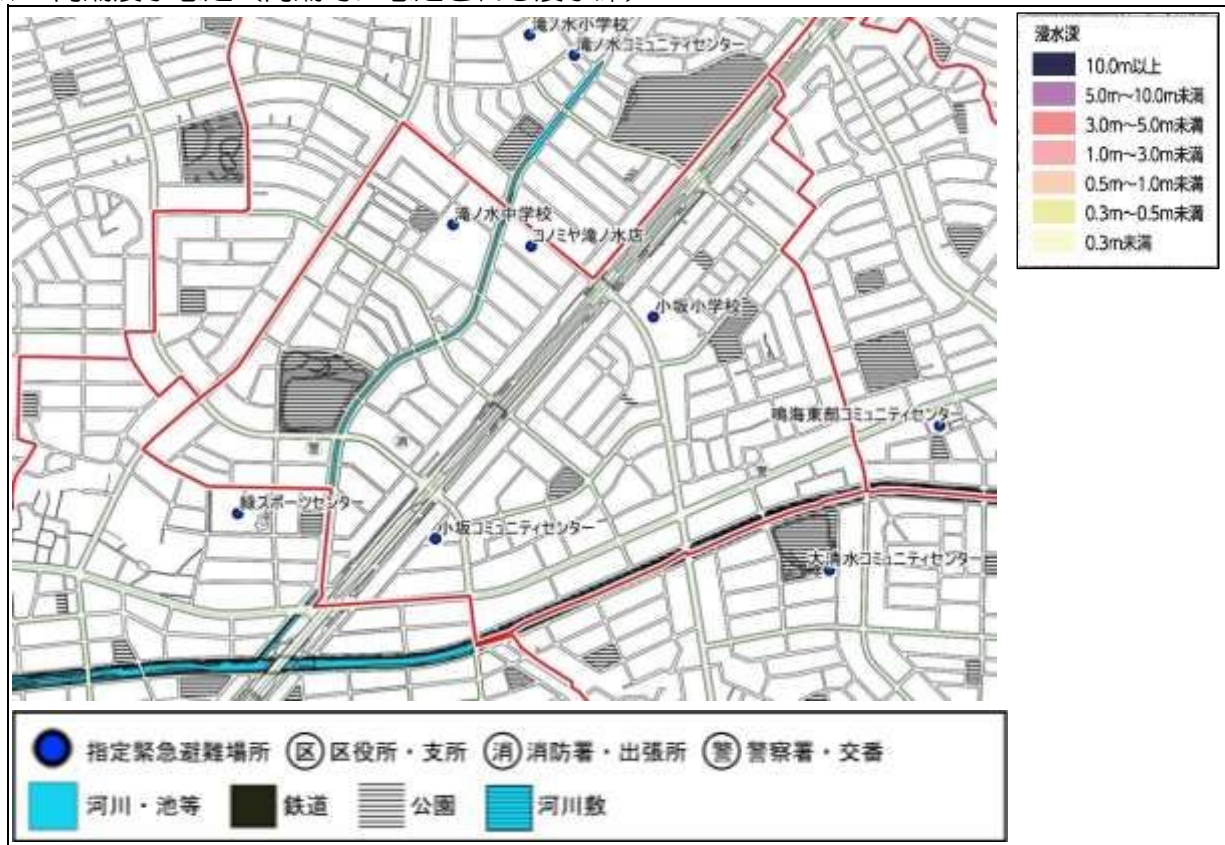 滝ノ水小学校
滝ノ水コミュニティセンター
滝ノ水中学校
コノミヤ滝ノ水店
小坂小学校
鳴海東部コミュニティセンター
警
消
警
緑スポーツセンター
小坂コミュニティセンター
大清水コミュニティセンター
浸水深
10.0m以上
5.0m～10.0m未満
3.0m～5.0m未満
1.0m～3.0m未満
0.5m～1.0m未満
0.3m～0.5m未満
0.3m未満
指定緊急避難場所 区 区役所・支所 消 消防署・出張所 警 警察署・交番
河川・池等 鉄道 公園 河川敷